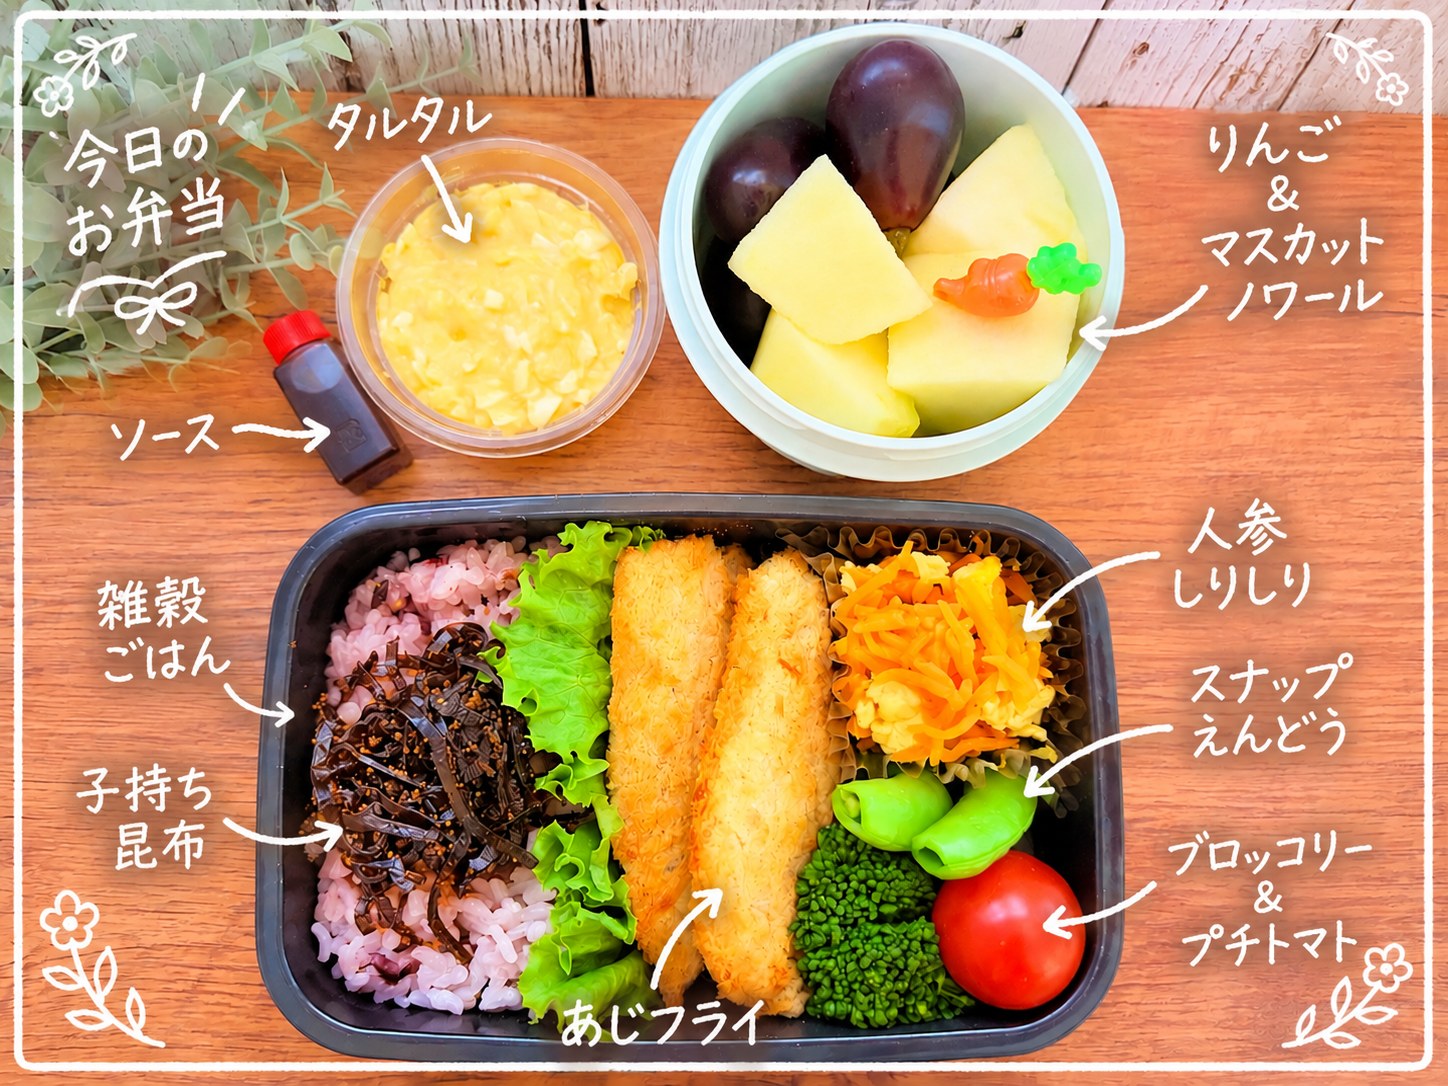 今日の
お弁当
タルタル
りんご
&
マスカット
ノワール
ソース
人参
しりしり
雑穀
ごはん
スナップ
えんどう
子持ち
昆布
ブロッコリー
&
プチトマト
あじフライ